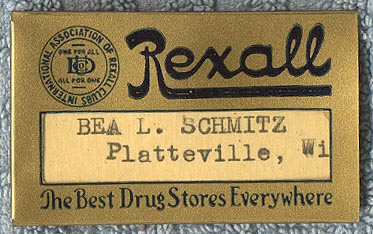 INTERNATIONAL ASSOCIATION OF REXALL CLUBS
ONE FOR ALL
ALL FOR ONE
Rexall
BEA L. SCHMITZ
Platteville, Wi
The Best Drug Stores Everywhere